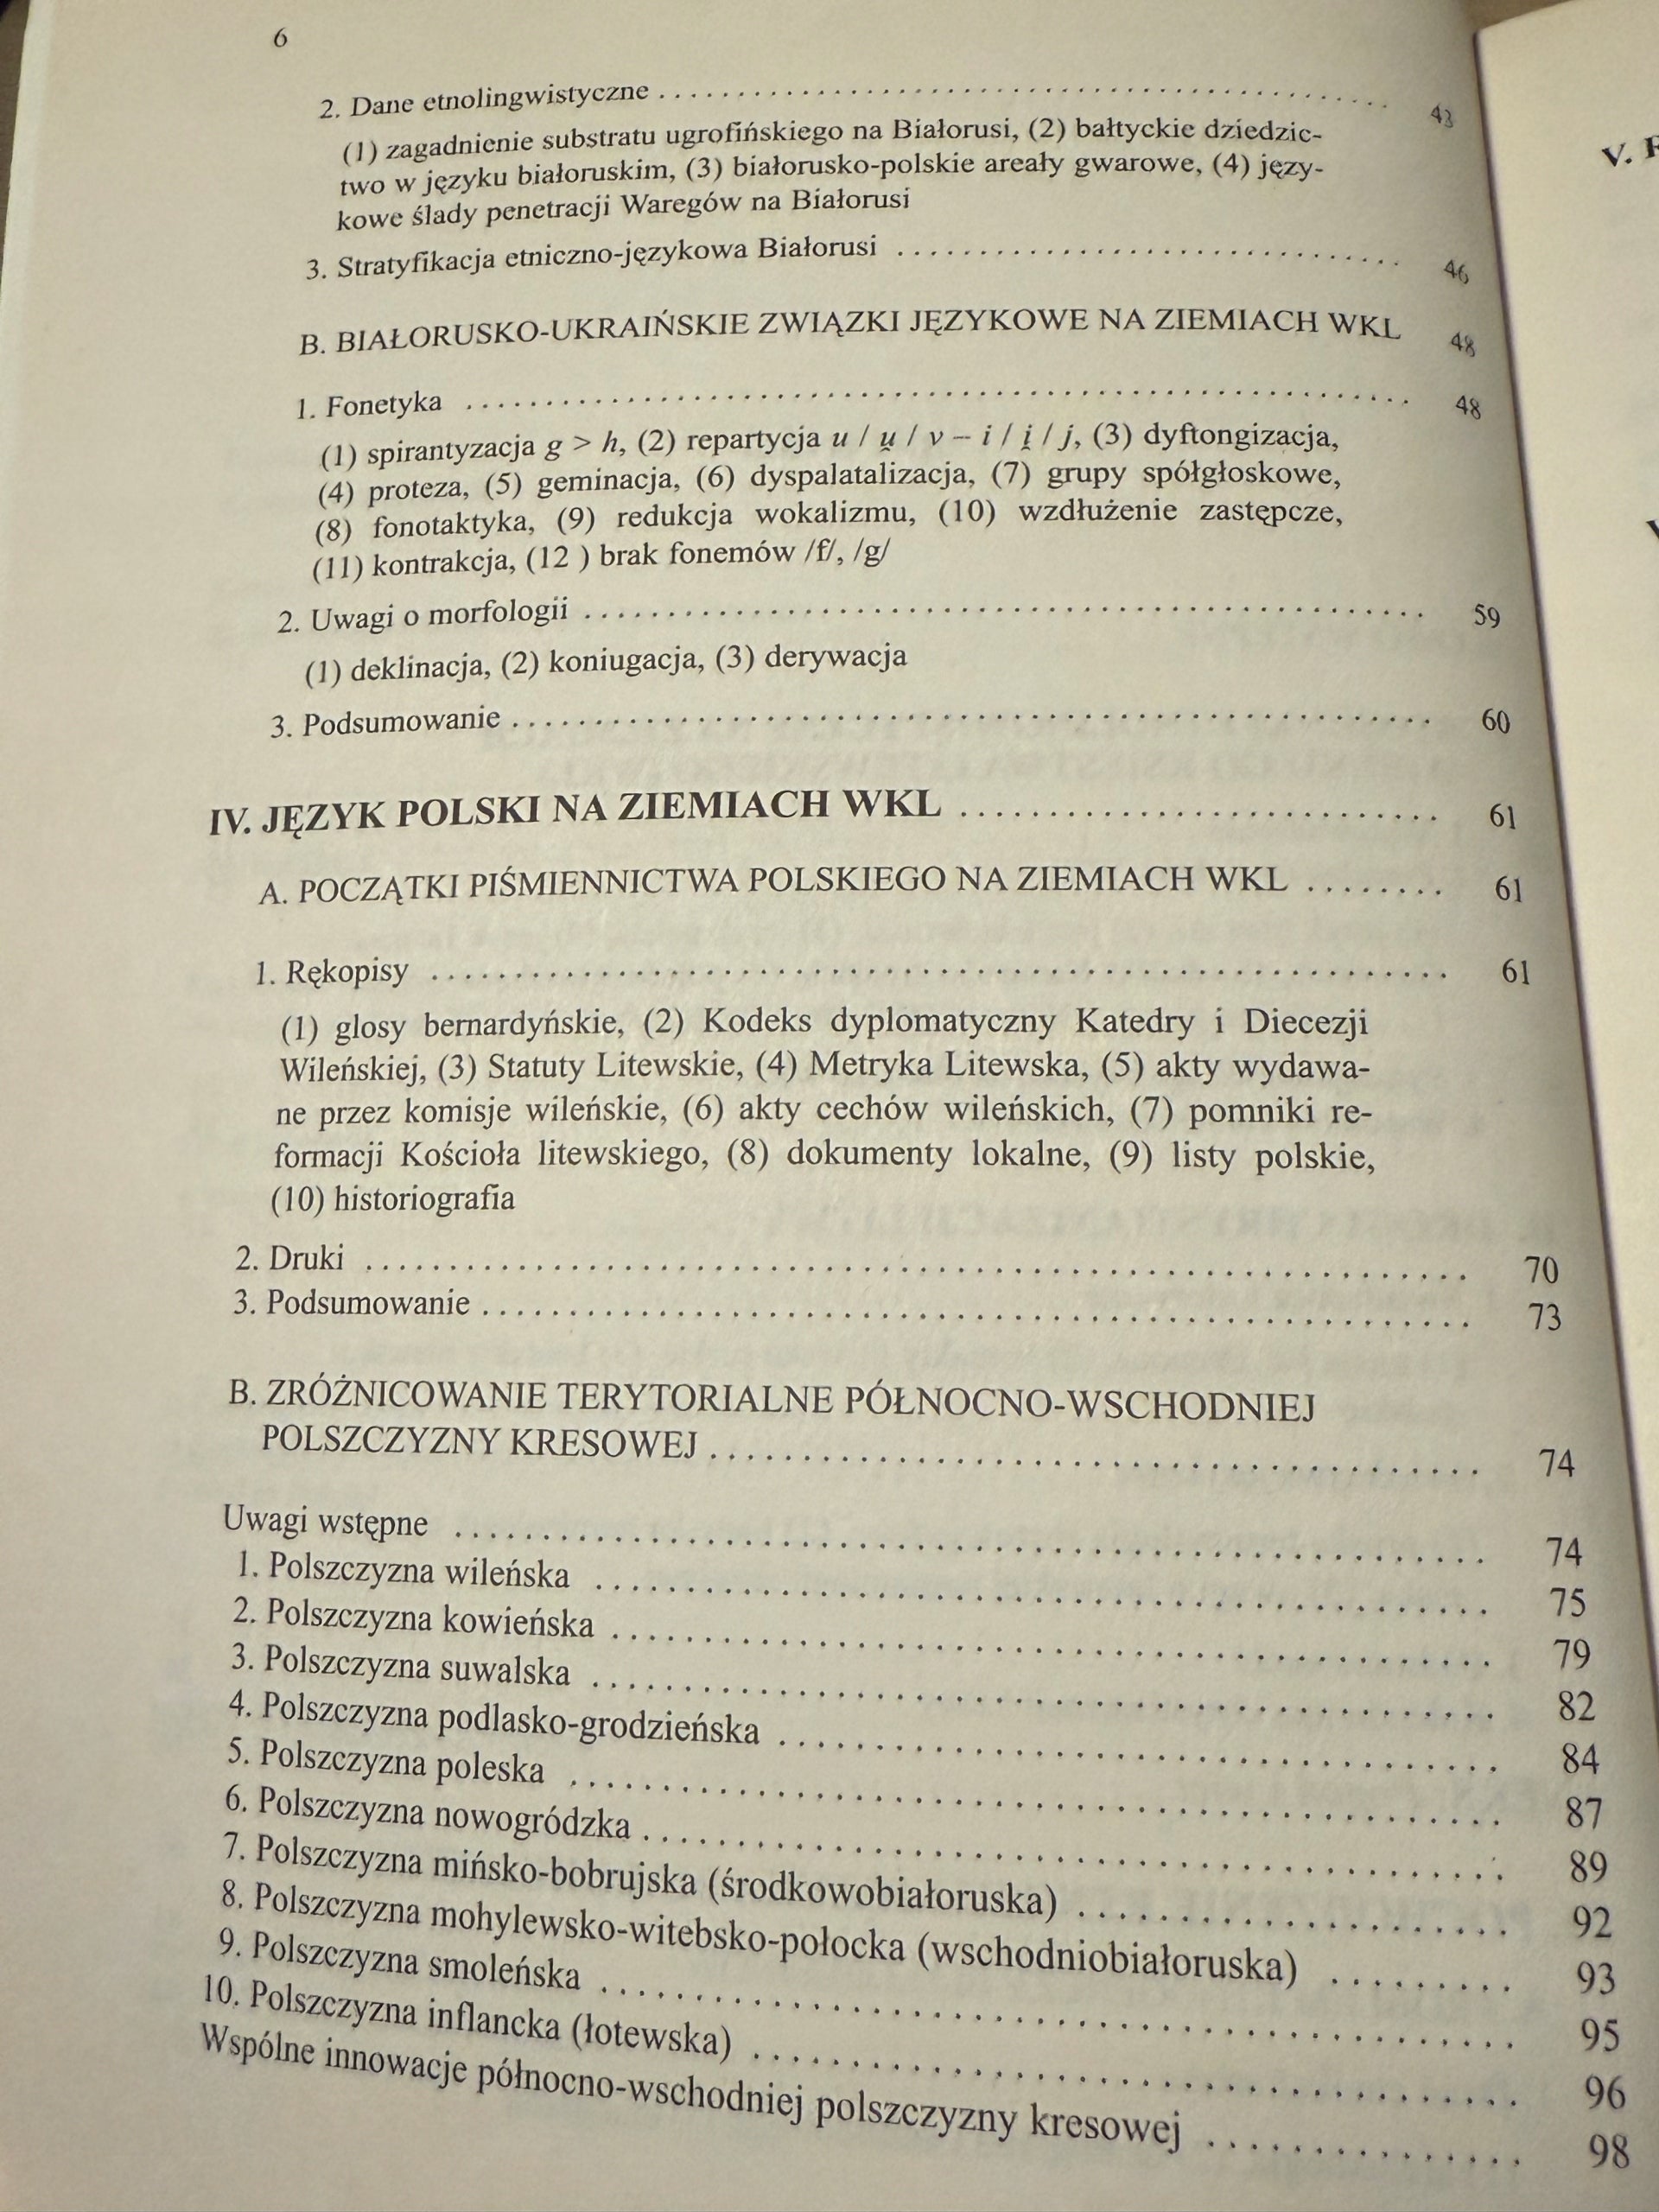 6
2. Dane etnolingwistyczne . . . . . . . . . . . . . . . . . . . . . . . . . . . . . . . . . . . . . . . . 43
(1) zagadnienie substratu ugrofińskiego na Białorusi, (2) bałtyckie dziedzic-
two w języku białoruskim, (3) białorusko-polskie areały gwarowe, (4) języ-
kowe ślady penetracji Waregów na Białorusi
3. Stratyfikacja etniczno-językowa Białorusi . . . . . . . . . . . . . . . . . . . . . . . . . . . 46
B. BIAŁORUSKO-UKRAIŃSKIE ZWIĄZKI JĘZYKOWE NA ZIEMIACH WKL 48
1. Fonetyka . . . . . . . . . . . . . . . . . . . . . . . . . . . . . . . . . . . . . . . . . . . . . . . . 48
(1) spirantyzacja g > h, (2) repartycja u / u̯ / v – i / i̯ / j, (3) dyftongizacja,
(4) proteza, (5) geminacja, (6) dyspalatalizacja, (7) grupy spółgłoskowe,
(8) fonotaktyka, (9) redukcja wokalizmu, (10) wzdłużenie zastępcze,
(11) kontrakcja, (12 ) brak fonemów /f/, /g/
2. Uwagi o morfologii . . . . . . . . . . . . . . . . . . . . . . . . . . . . . . . . . . . . . . . . . 59
(1) deklinacja, (2) koniugacja, (3) derywacja
3. Podsumowanie . . . . . . . . . . . . . . . . . . . . . . . . . . . . . . . . . . . . . . . . . . . . 60
IV. JĘZYK POLSKI NA ZIEMIACH WKL . . . . . . . . . . . . . . . . . . . . . . . . . . 61
A. POCZĄTKI PIŚMIENNICTWA POLSKIEGO NA ZIEMIACH WKL . . . . . . . . 61
1. Rękopisy . . . . . . . . . . . . . . . . . . . . . . . . . . . . . . . . . . . . . . . . . . . . . . . . 61
(1) glosy bernardyńskie, (2) Kodeks dyplomatyczny Katedry i Diecezji
Wileńskiej, (3) Statuty Litewskie, (4) Metryka Litewska, (5) akty wydawa-
ne przez komisje wileńskie, (6) akty cechów wileńskich, (7) pomniki re-
formacji Kościoła litewskiego, (8) dokumenty lokalne, (9) listy polskie,
(10) historiografia
2. Druki . . . . . . . . . . . . . . . . . . . . . . . . . . . . . . . . . . . . . . . . . . . . . . . . . . . 70
3. Podsumowanie . . . . . . . . . . . . . . . . . . . . . . . . . . . . . . . . . . . . . . . . . . . . 73
B. ZRÓŻNICOWANIE TERYTORIALNE PÓŁNOCNO-WSCHODNIEJ
POLSZCZYZNY KRESOWEJ . . . . . . . . . . . . . . . . . . . . . . . . . . . . . . . . . . . 74
Uwagi wstępne . . . . . . . . . . . . . . . . . . . . . . . . . . . . . . . . . . . . . . . . . . . . . . 74
1. Polszczyzna wileńska . . . . . . . . . . . . . . . . . . . . . . . . . . . . . . . . . . . . . . . . 75
2. Polszczyzna kowieńska . . . . . . . . . . . . . . . . . . . . . . . . . . . . . . . . . . . . . . . 79
3. Polszczyzna suwalska . . . . . . . . . . . . . . . . . . . . . . . . . . . . . . . . . . . . . . . . 82
4. Polszczyzna podlasko-grodzieńska . . . . . . . . . . . . . . . . . . . . . . . . . . . . . . . 84
5. Polszczyzna poleska . . . . . . . . . . . . . . . . . . . . . . . . . . . . . . . . . . . . . . . . . 87
6. Polszczyzna nowogródzka . . . . . . . . . . . . . . . . . . . . . . . . . . . . . . . . . . . . . 89
7. Polszczyzna mińsko-bobrujska (środkowobiałoruska) . . . . . . . . . . . . . . . . . . . 92
8. Polszczyzna mohylewsko-witebsko-połocka (wschodniobiałoruska) . . . . . . . . . 93
9. Polszczyzna smoleńska . . . . . . . . . . . . . . . . . . . . . . . . . . . . . . . . . . . . . . . 95
10. Polszczyzna inflancka (łotewska) . . . . . . . . . . . . . . . . . . . . . . . . . . . . . . . . 96
Wspólne innowacje północno-wschodniej polszczyzny kresowej . . . . . . . . . . . . . . 98
V.